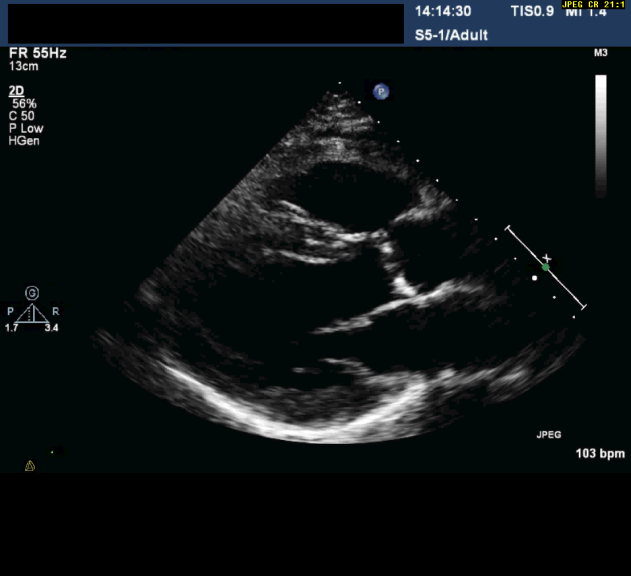 JPEG CR 21:1
14:14:30 TIS0.9 MI 1.4
S5-1/Adult
FR 55Hz
13cm
M3
P
2D
56%
C 50
P Low
HGen
G
P R
1.7 3.4
JPEG
103 bpm